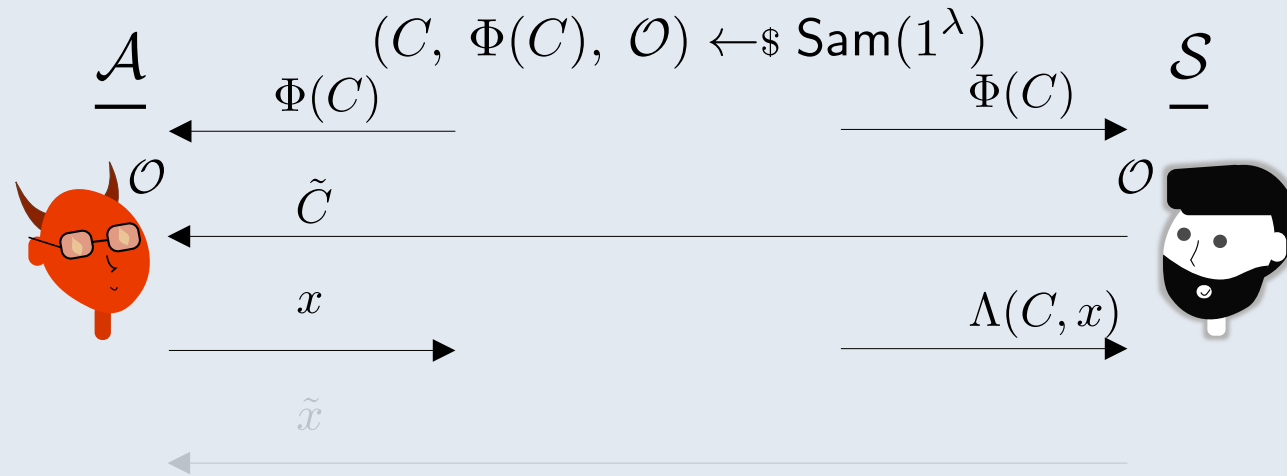 (C, Φ(C), 𝒪) ←$ Sam(1^λ)
𝒜 𝒮
Φ(C) Φ(C)
𝒪 𝒪
C̃
x Λ(C, x)
x̃